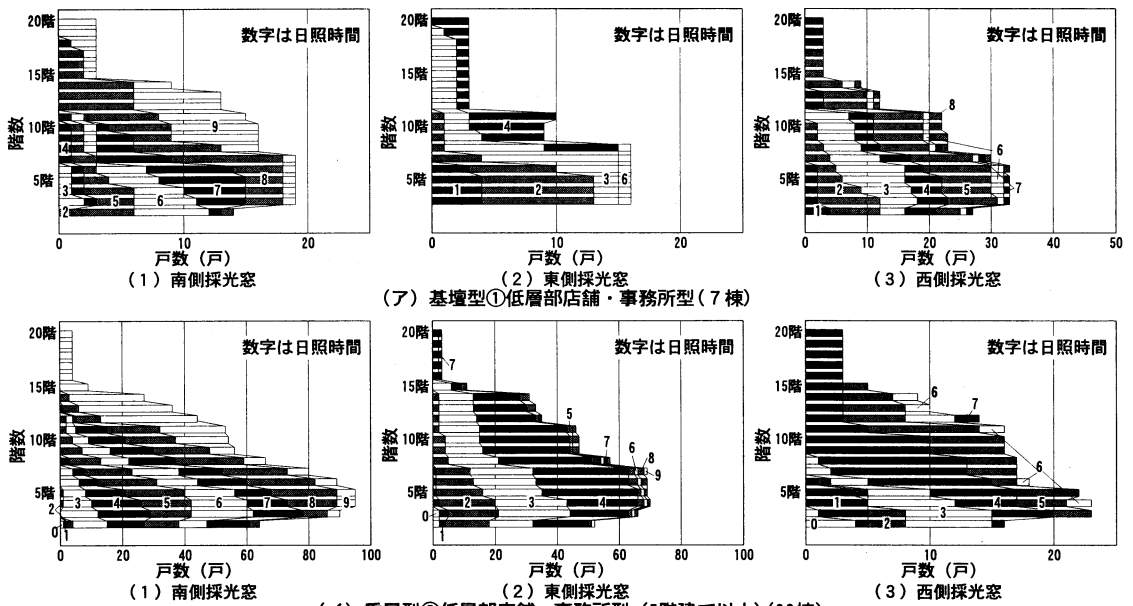 20階
15階
10階
5階
階数
数字は日照時間
9
4
3
5
6
7
8
2
0 10 20
戸数（戸）
(1) 南側採光窓
20階
15階
10階
5階
階数
数字は日照時間
4
1 2 3 6
0 10 20
戸数（戸）
(2) 東側採光窓
20階
15階
10階
5階
階数
数字は日照時間
8
6
2 3 4 5
7
1
0 10 20 30 40 50
戸数（戸）
(3) 西側採光窓
(ア) 基壇型①低層部店舗・事務所型(7棟)
20階
15階
10階
5階
階数
数字は日照時間
2 3 4 5 6 7 8 9
0
1
0 20 40 60 80 100
戸数（戸）
(1) 南側採光窓
20階
15階
10階
5階
階数
数字は日照時間
7
5
7 6 8
9
2 3 4
0
1
0 20 40 60 80 100
戸数（戸）
(2) 東側採光窓
20階
15階
10階
5階
階数
数字は日照時間
6
7
6
1 4 5
3
0 2
0 10 20
戸数（戸）
(3) 西側採光窓